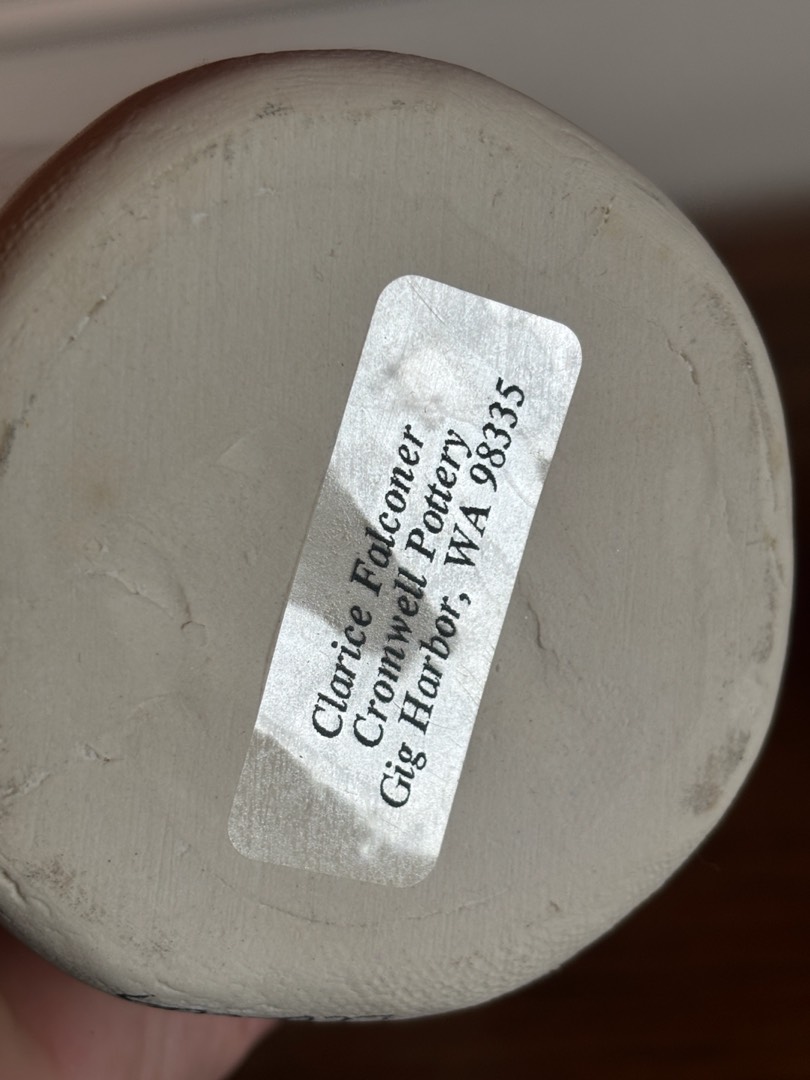 Clarice Falconer
Cromwell Pottery
Gig Harbor, WA 98335